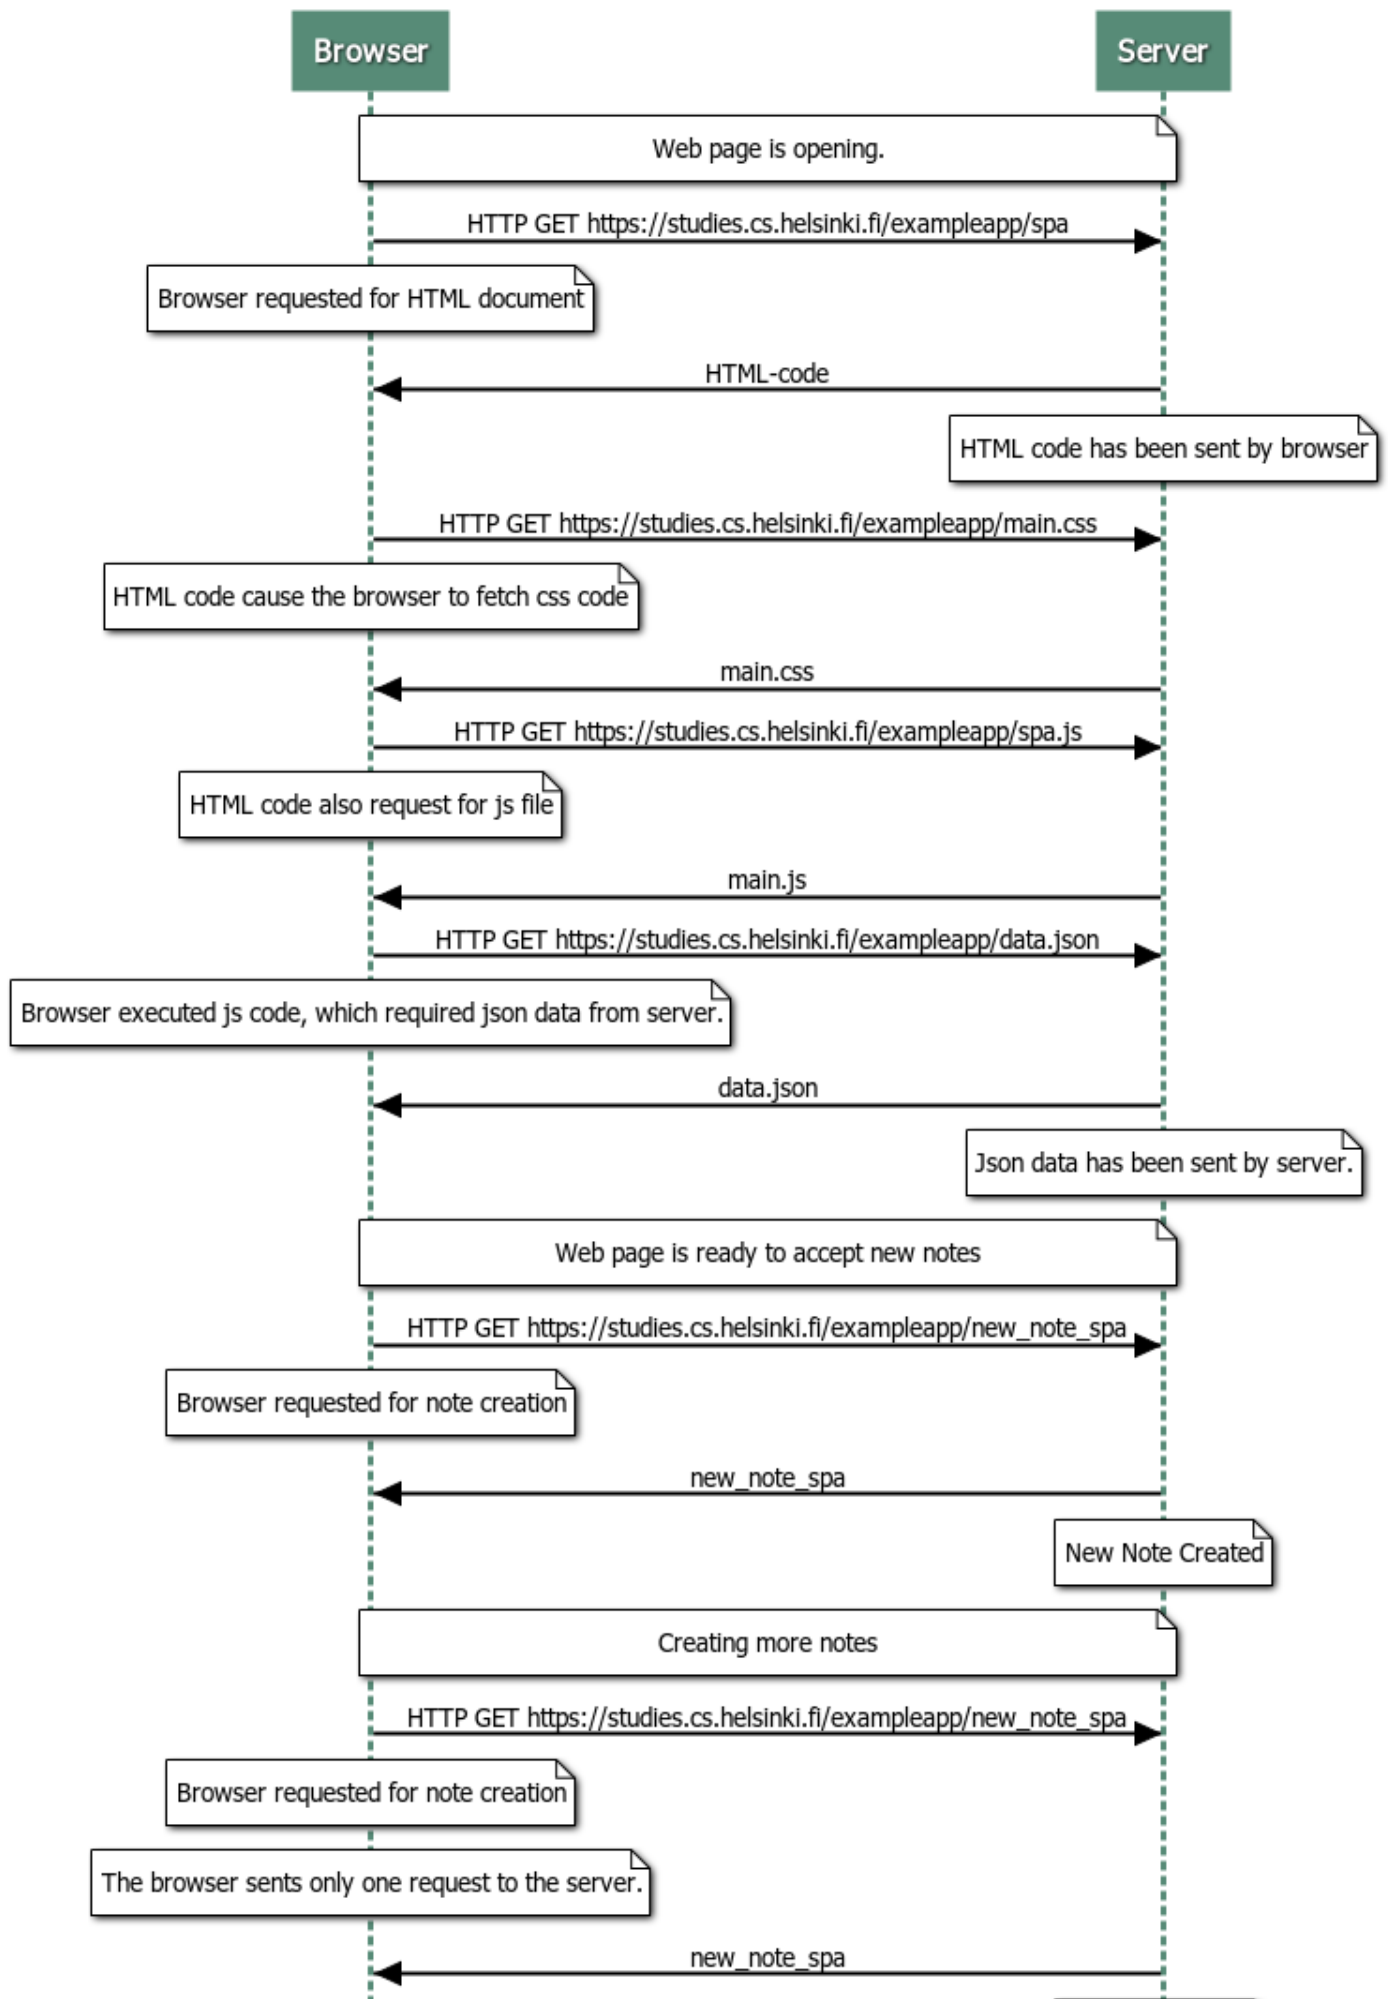 Browser
Server
Web page is opening.
HTTP GET https://studies.cs.helsinki.fi/exampleapp/spa
Browser requested for HTML document
HTML-code
HTML code has been sent by browser
HTTP GET https://studies.cs.helsinki.fi/exampleapp/main.css
HTML code cause the browser to fetch css code
main.css
HTTP GET https://studies.cs.helsinki.fi/exampleapp/spa.js
HTML code also request for js file
main.js
HTTP GET https://studies.cs.helsinki.fi/exampleapp/data.json
Browser executed js code, which required json data from server.
data.json
Json data has been sent by server.
Web page is ready to accept new notes
HTTP GET https://studies.cs.helsinki.fi/exampleapp/new_note_spa
Browser requested for note creation
new_note_spa
New Note Created
Creating more notes
HTTP GET https://studies.cs.helsinki.fi/exampleapp/new_note_spa
Browser requested for note creation
The browser sents only one request to the server.
new_note_spa